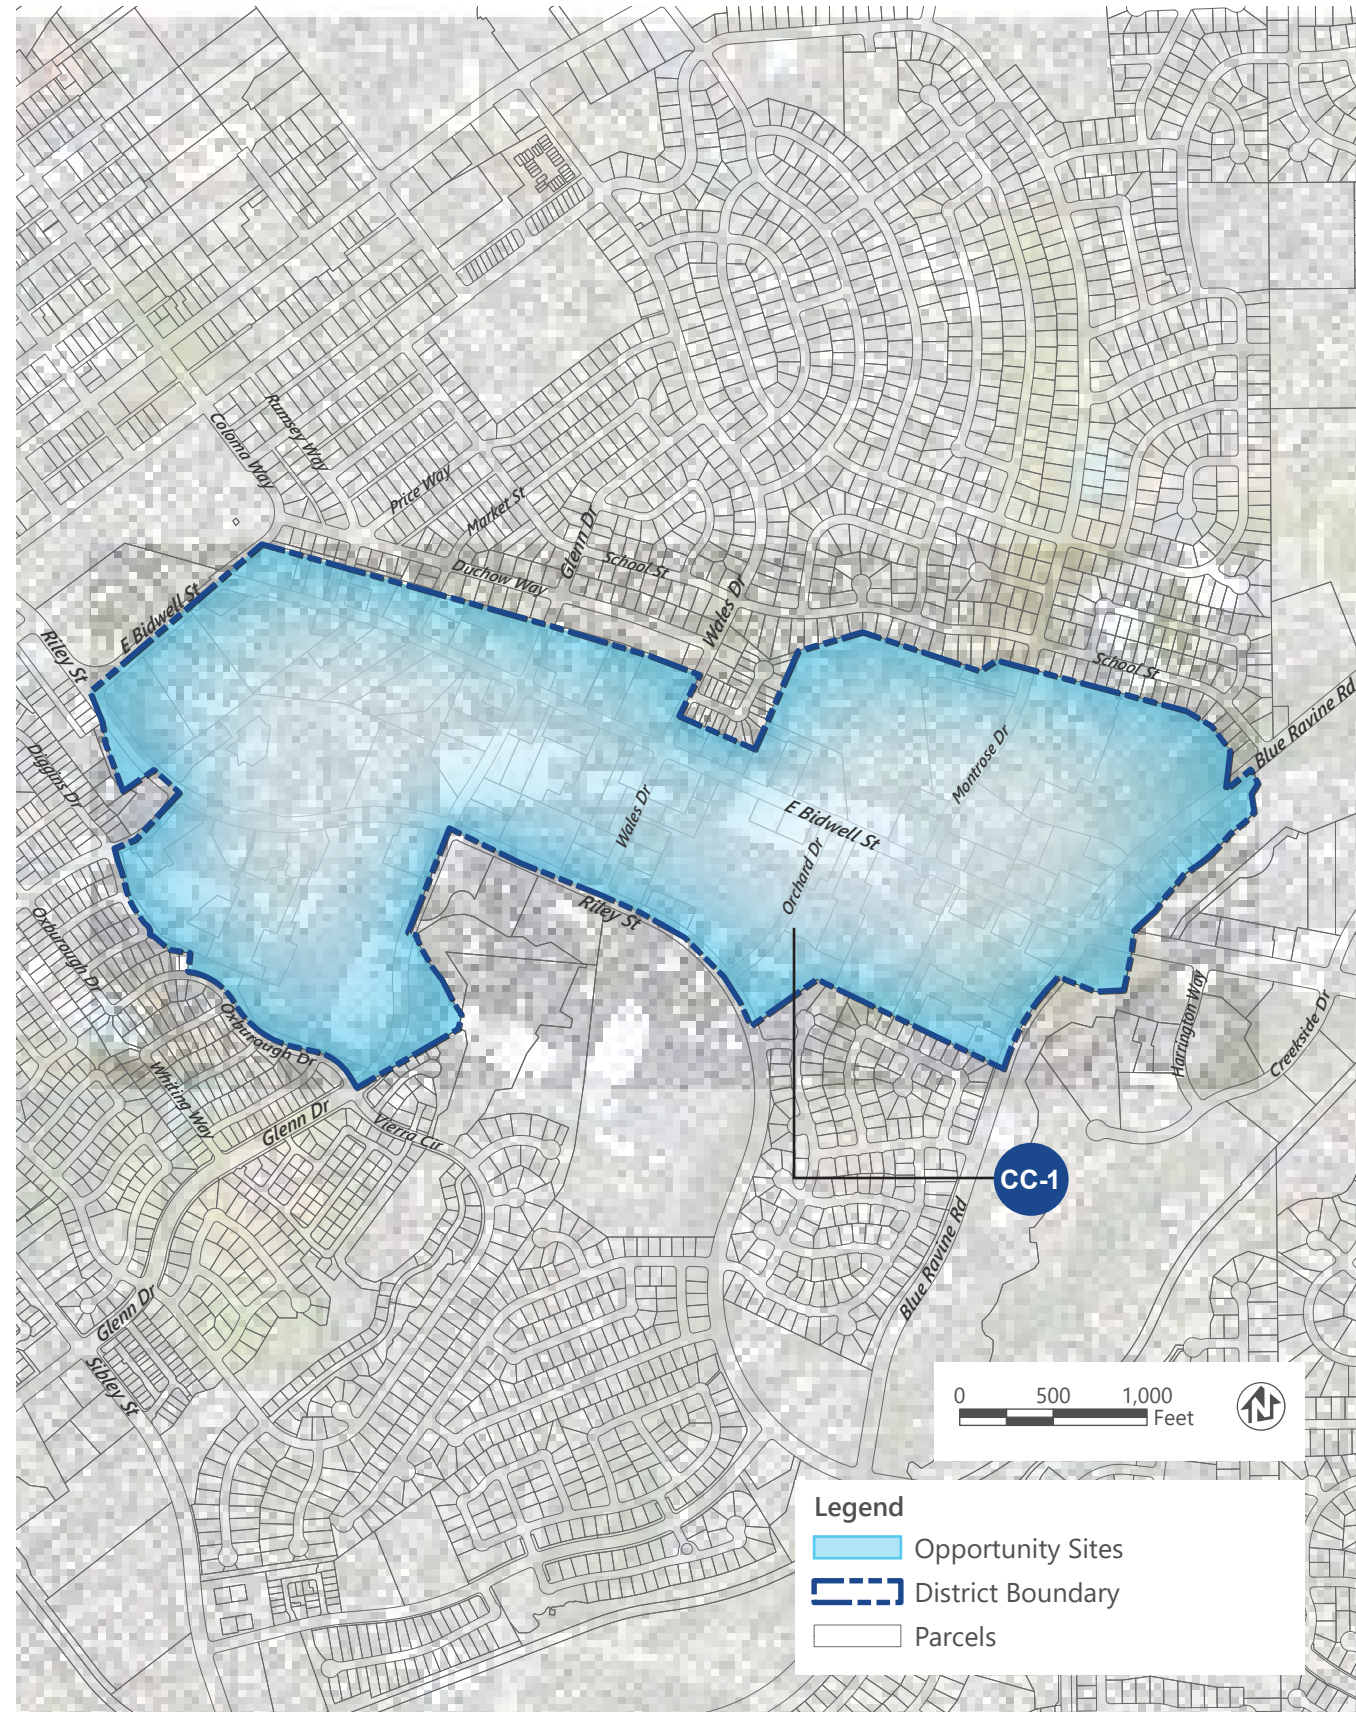 Coloma Way
Rumsey Way
Price Way
Market St
Glenn Dr
School St
Duchow Way
Wales Dr
E Bidwell St
Riley St
School St
Blue Ravine Rd
Diggins Dr
Montrose Dr
Wales Dr
E Bidwell St
Orchard Dr
Riley St
Oxburough Dr
Oxburough Dr
Harrington Way
Creekside Dr
Whiting Way
Glenn Dr
Vierra Cir
CC-1
Blue Ravine Rd
Glenn Dr
Sibley St
0 500 1,000
Feet
N
Legend
Opportunity Sites
District Boundary
Parcels